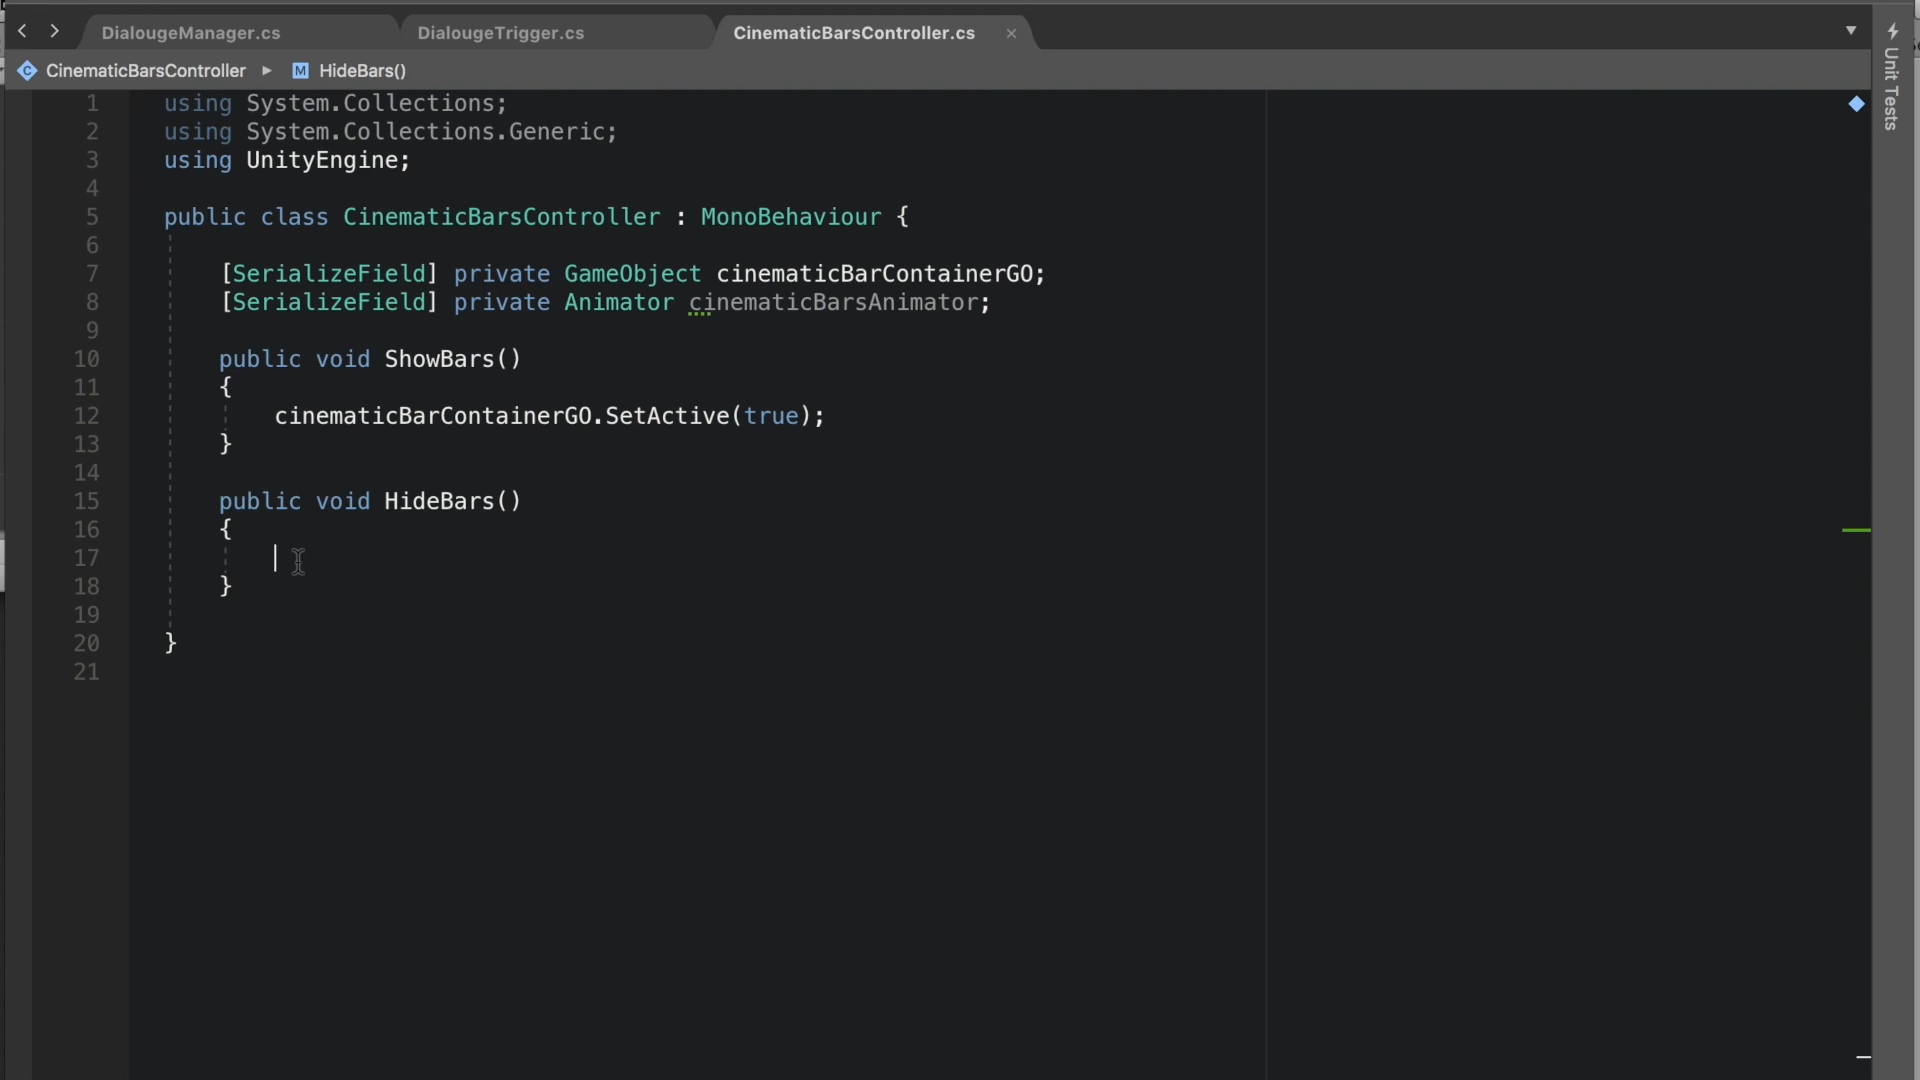 DialougeManager.cs
DialougeTrigger.cs
CinematicBarsController.cs
CinematicBarsController
M HideBars()
Unit Tests
1 using System.Collections;
2 using System.Collections.Generic;
3 using UnityEngine;
4
5 public class CinematicBarsController : MonoBehaviour {
6
7 [SerializeField] private GameObject cinematicBarContainerGO;
8 [SerializeField] private Animator cinematicBarsAnimator;
9
10 public void ShowBars()
11 {
12 cinematicBarContainerGO.SetActive(true);
13 }
14
15 public void HideBars()
16 {
17
18 }
19
20 }
21